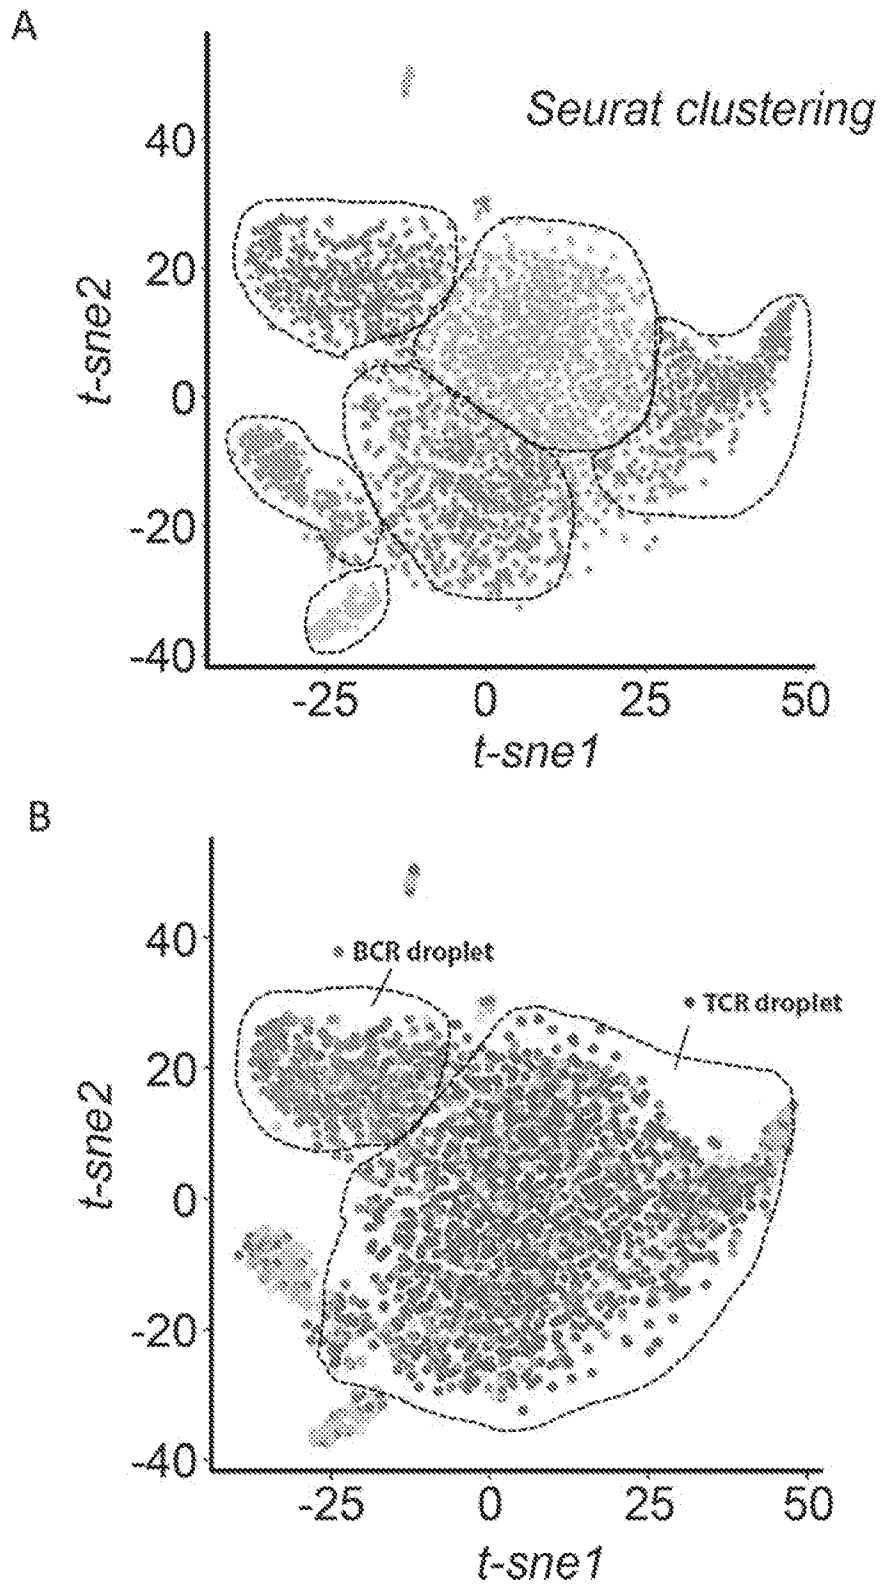 A
Seurat clustering
40
20
0
-20
-40
t-sne2
-25 0 25 50
t-sne1
B
BCR droplet
TCR droplet
40
20
0
-20
-40
t-sne2
-25 0 25 50
t-sne1